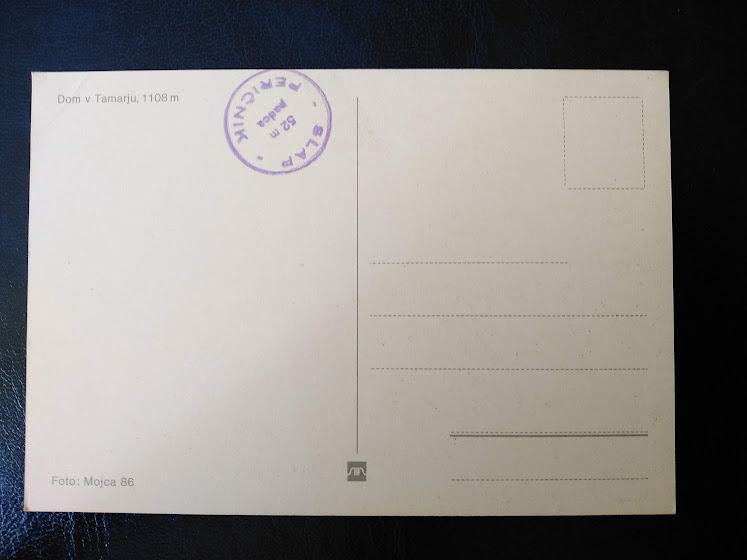 Dom v Tamarju, 1108 m
SLAP · PERIČNIK ·
52 m
padca
Foto: Mojca 86